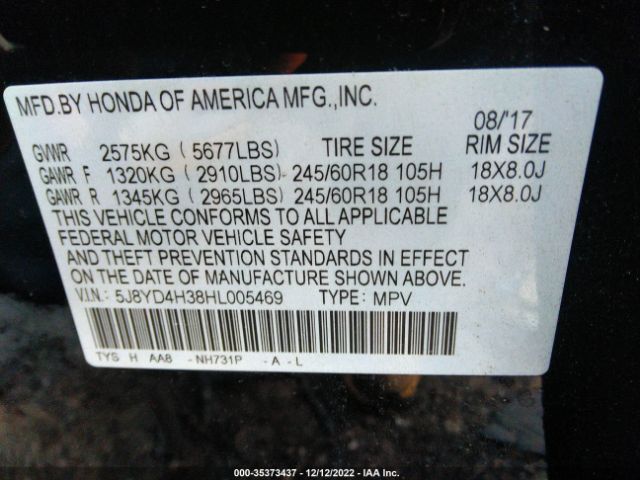 MFD.BY HONDA OF AMERICA MFG.,INC.
08/'17
GVWR 2575KG ( 5677LBS) TIRE SIZE RIM SIZE
GAWR F 1320KG ( 2910LBS) 245/60R18 105H 18X8.0J
GAWR R 1345KG ( 2965LBS) 245/60R18 105H 18X8.0J
THIS VEHICLE CONFORMS TO ALL APPLICABLE
FEDERAL MOTOR VEHICLE SAFETY
AND THEFT PREVENTION STANDARDS IN EFFECT
ON THE DATE OF MANUFACTURE SHOWN ABOVE.
V.I.N.: 5J8YD4H38HL005469 TYPE: MPV
TYS H AA8 - NH731P - A - L
000-35373437 - 12/12/2022 - IAA Inc.